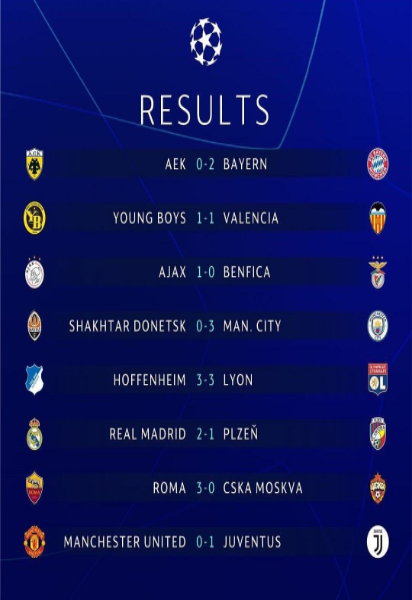 RESULTS
AEK 0-2 BAYERN
YOUNG BOYS 1-1 VALENCIA
AJAX 1-0 BENFICA
SHAKHTAR DONETSK 0-3 MAN. CITY
HOFFENHEIM 3-3 LYON
REAL MADRID 2-1 PLZEŇ
ROMA 3-0 CSKA MOSKVA
MANCHESTER UNITED 0-1 JUVENTUS